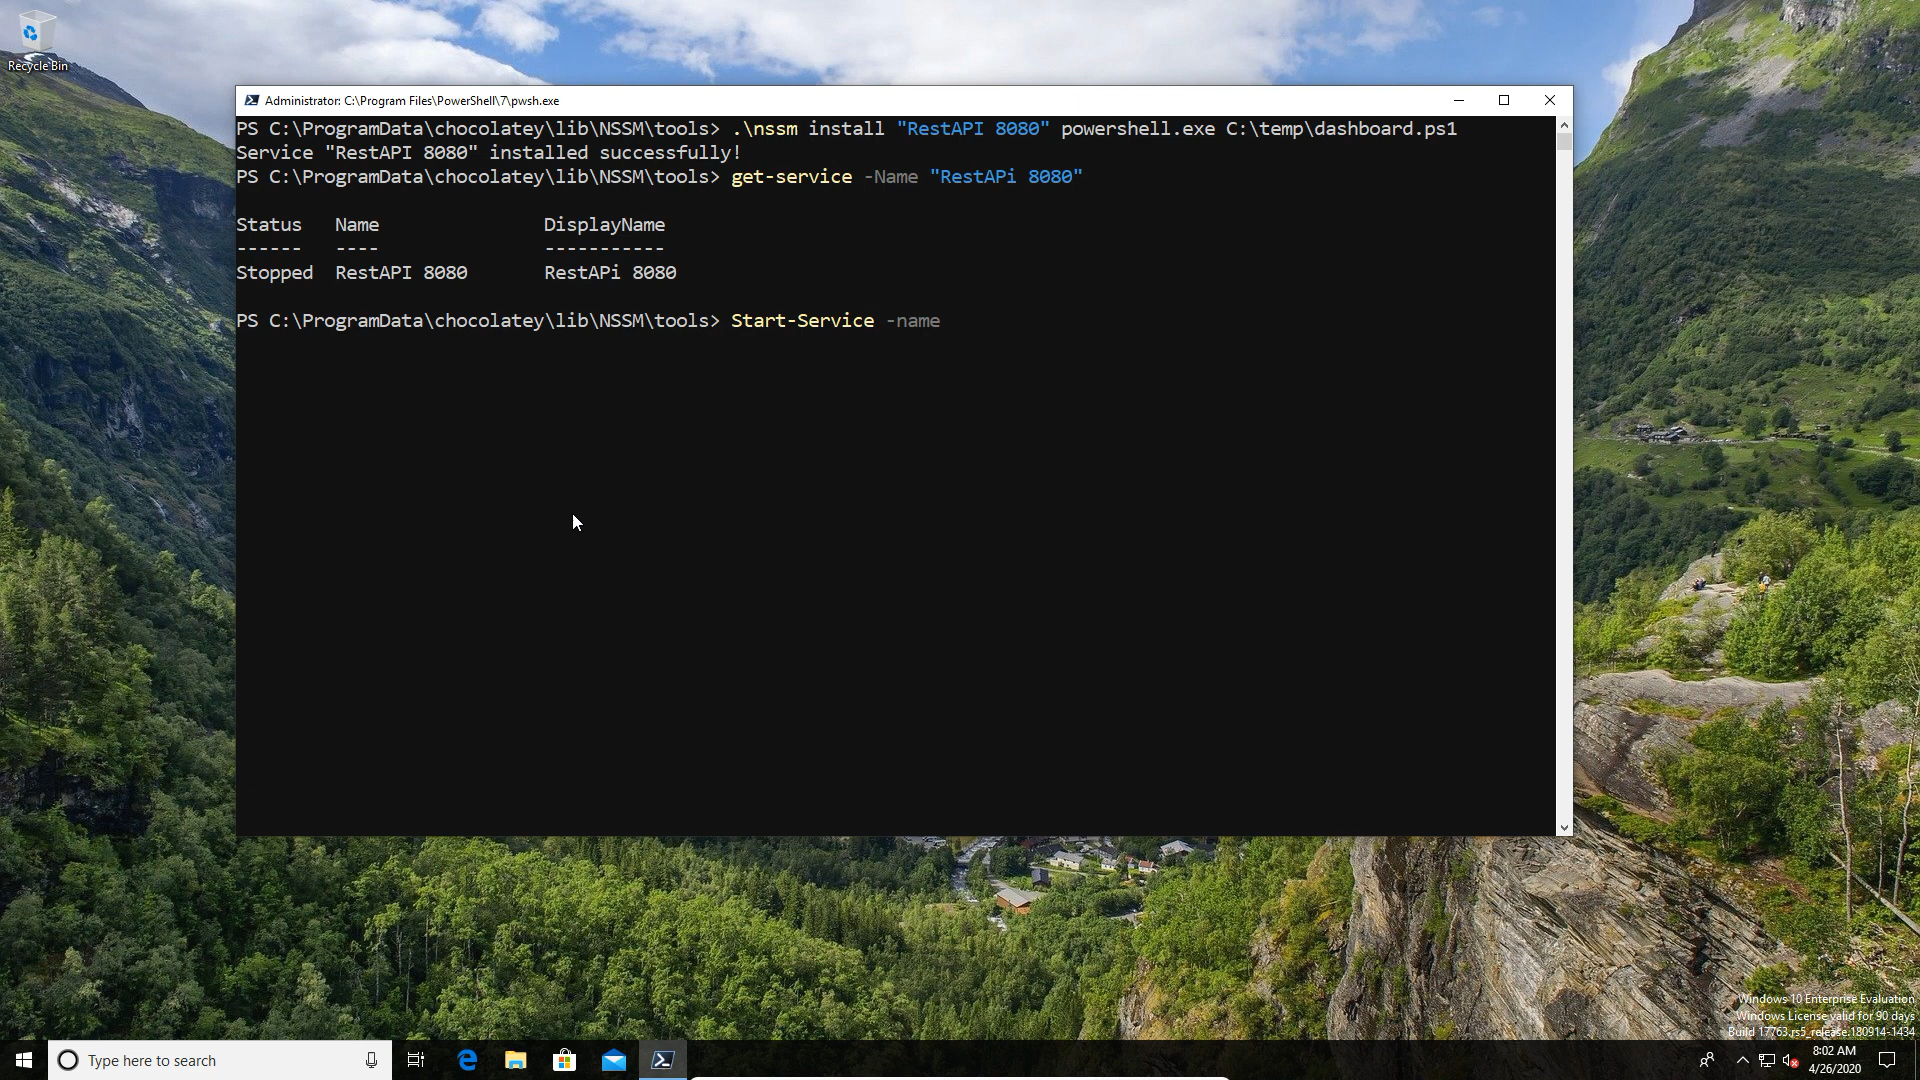 Recycle Bin
Administrator: C:\Program Files\PowerShell\7\pwsh.exe
PS C:\ProgramData\chocolatey\lib\NSSM\tools> .\nssm install "RestAPI 8080" powershell.exe C:\temp\dashboard.ps1
Service "RestAPI 8080" installed successfully!
PS C:\ProgramData\chocolatey\lib\NSSM\tools> get-service -Name "RestAPi 8080"
Status   Name               DisplayName
------   ----               -----------
Stopped  RestAPI 8080       RestAPi 8080
PS C:\ProgramData\chocolatey\lib\NSSM\tools> Start-Service -name
Windows 10 Enterprise Evaluation
Windows License valid for 90 days
Build 17763.rs5_release.180914-1434
Type here to search
8:02 AM
4/26/2020